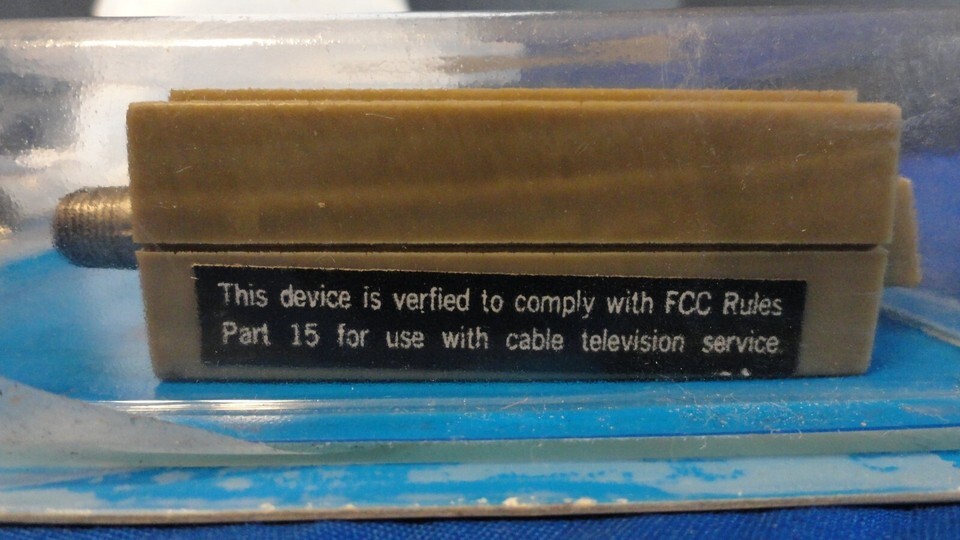 This device is verfied to comply with FCC Rules
Part 15 for use with cable television service